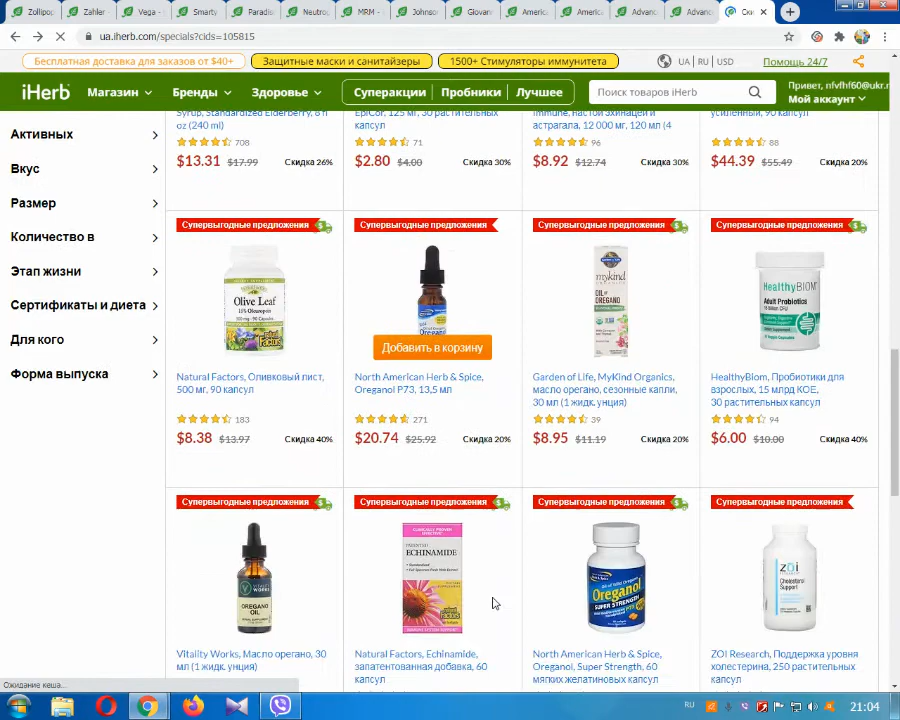 Zollipop
Zahler -
Vega -
Smarty
Paradis
Neutro
MRM -
Johnson
Giovan
America
America
Advanc
Advanc
Ски
ua.iherb.com/specials?cids=105815
Бесплатная доставка для заказов от $40+
Защитные маски и санитайзеры
1500+ Стимуляторы иммунитета
UA | RU | USD
Помощь 24/7
iHerb
Магазин
Бренды
Здоровье
Суперакции
Пробники
Лучшее
Поиск товаров iHerb
Привет, nfvfhf60@ukr.n
Мой аккаунт
Активных
Вкус
Размер
Количество в
Этап жизни
Сертификаты и диета
Для кого
Форма выпуска
Syrup, Standardized Elderberry, 8 fl
oz (240 ml)
708
$13.31 $17.99 Скидка 26%
EpiCor, 125 мг, 30 растительных
капсул
71
$2.80 $4.00 Скидка 30%
Immune, настой эхинацеи и
астрагала, 12 000 мг, 120 мл (4
96
$8.92 $12.74 Скидка 30%
усиленный, 90 капсул
88
$44.39 $55.49 Скидка 20%
Супервыгодные предложения
Olive Leaf
Natural Factors, Оливковый лист,
500 мг, 90 капсул
183
$8.38 $13.97 Скидка 40%
Супервыгодные предложения
Добавить в корзину
North American Herb & Spice,
Oreganol P73, 13,5 мл
271
$20.74 $25.92 Скидка 20%
Супервыгодные предложения
mykind
OIL OF
OREGANO
Garden of Life, MyKind Organics,
масло орегано, сезонные капли,
30 мл (1 жидк. унция)
39
$8.95 $11.19 Скидка 20%
Супервыгодные предложения
HealthyBIOM
Adult Probiotics
HealthyBiom, Пробиотики для
взрослых, 15 млрд КОЕ,
30 растительных капсул
94
$6.00 $10.00 Скидка 40%
Супервыгодные предложения
VITALITY
WORKS
OREGANO
OIL
Vitality Works, Масло орегано, 30
мл (1 жидк. унция)
Супервыгодные предложения
ECHINAMIDE
Natural Factors, Echinamide,
запатентованная добавка, 60
капсул
Супервыгодные предложения
Oreganol
SUPER STRENGTH
North American Herb & Spice,
Oreganol, Super Strength, 60
мягких желатиновых капсул
Супервыгодные предложения
zoi
Cholesterol
Support
ZOI Research, Поддержка уровня
холестерина, 250 растительных
капсул
Ожидание кеша...
RU
21:04